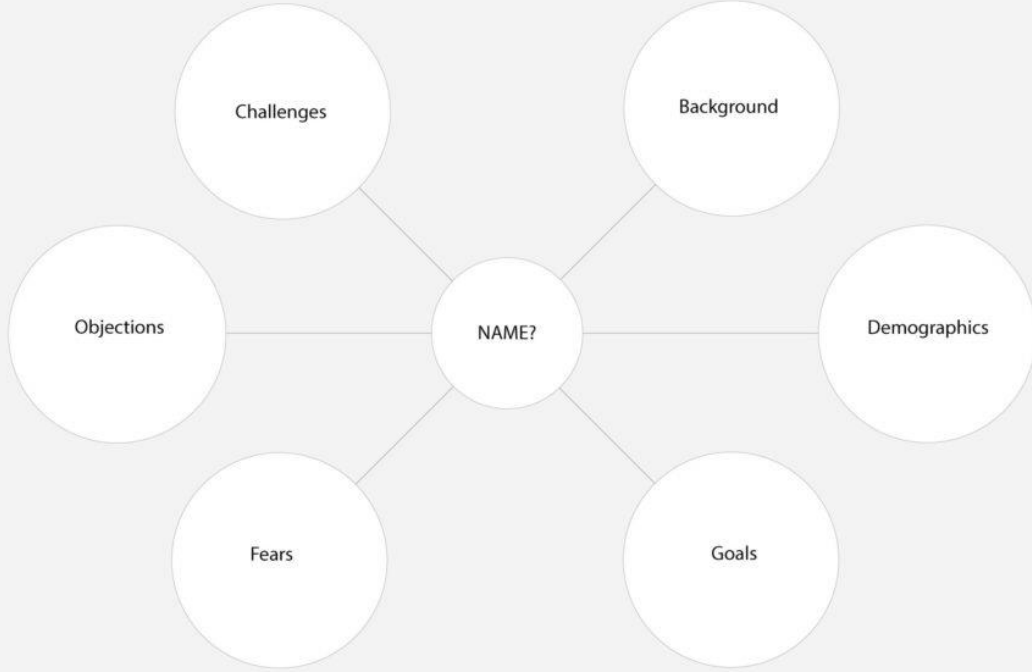 Challenges
Background
Objections
NAME?
Demographics
Fears
Goals